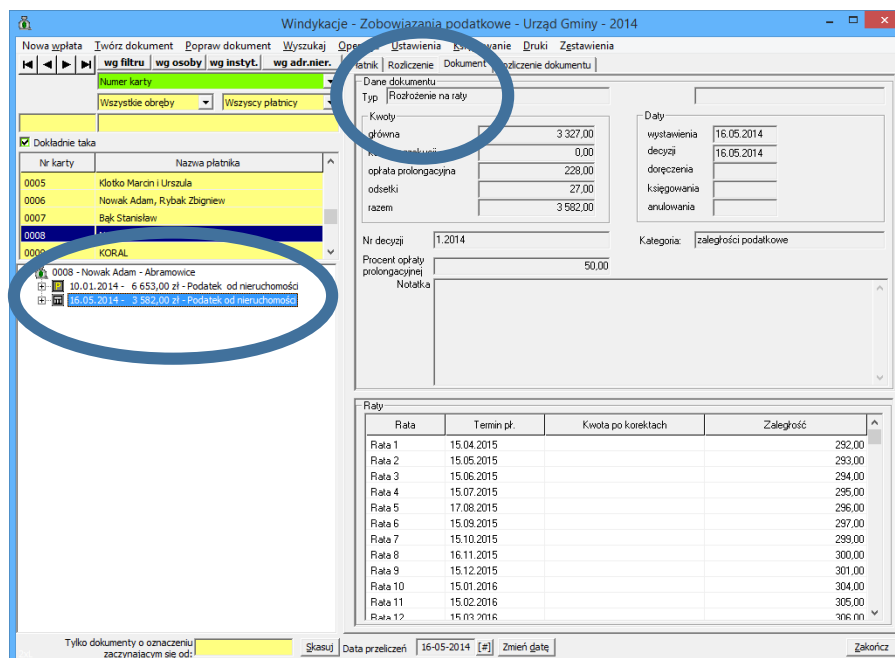 Windykacje - Zobowiązania podatkowe - Urząd Gminy - 2014
Nowa wpłata Twórz dokument Popraw dokument Wyszukaj Ustawienia Druki Zestawienia
wg filtru wg osoby wg instyt. wg adr.nier.
Rozliczenie Dokument dokumentu
Numer karty
Wszystkie obręby Wszyscy płatnicy
Dokładnie taka
Nr karty Nazwa płatnika
0005 Klotko Marcin i Urszula
0006 Nowak Adam, Rybak Zbigniew
0007 Bąk Stanisław
0008
KORAL
0008 - Nowak Adam - Abramowice
10.01.2014 - 6 653,00 zł - Podatek od nieruchomości
16.05.2014 - 3 582,00 zł - Podatek od nieruchomości
Dane dokumentu
Typ Rozłożenie na raty
Kwoty
główna 3 327,00
0,00
opłata prolongacyjna 228,00
odsetki 27,00
razem 3 582,00
Daty
wystawienia 16.05.2014
decyzji 16.05.2014
doręczenia
księgowania
anulowania
Nr decyzji 1.2014
Kategoria: zaległości podatkowe
Procent opłaty
prolongacyjnej 50,00
Notatka
Raty
Rata Termin pł. Kwota po korektach Zaległość
Rata 1 15.04.2015 292,00
Rata 2 15.05.2015 293,00
Rata 3 15.06.2015 294,00
Rata 4 15.07.2015 295,00
Rata 5 17.08.2015 296,00
Rata 6 15.09.2015 297,00
Rata 7 15.10.2015 299,00
Rata 8 16.11.2015 300,00
Rata 9 15.12.2015 301,00
Rata 10 15.01.2016 304,00
Rata 11 15.02.2016 305,00
Rata 12 15.03.2016 306,00
Tylko dokumenty o oznaczeniu
zaczynającym się od:
Skasuj Data przeliczeń 16-05-2014 [#] Zmień datę Zakończ